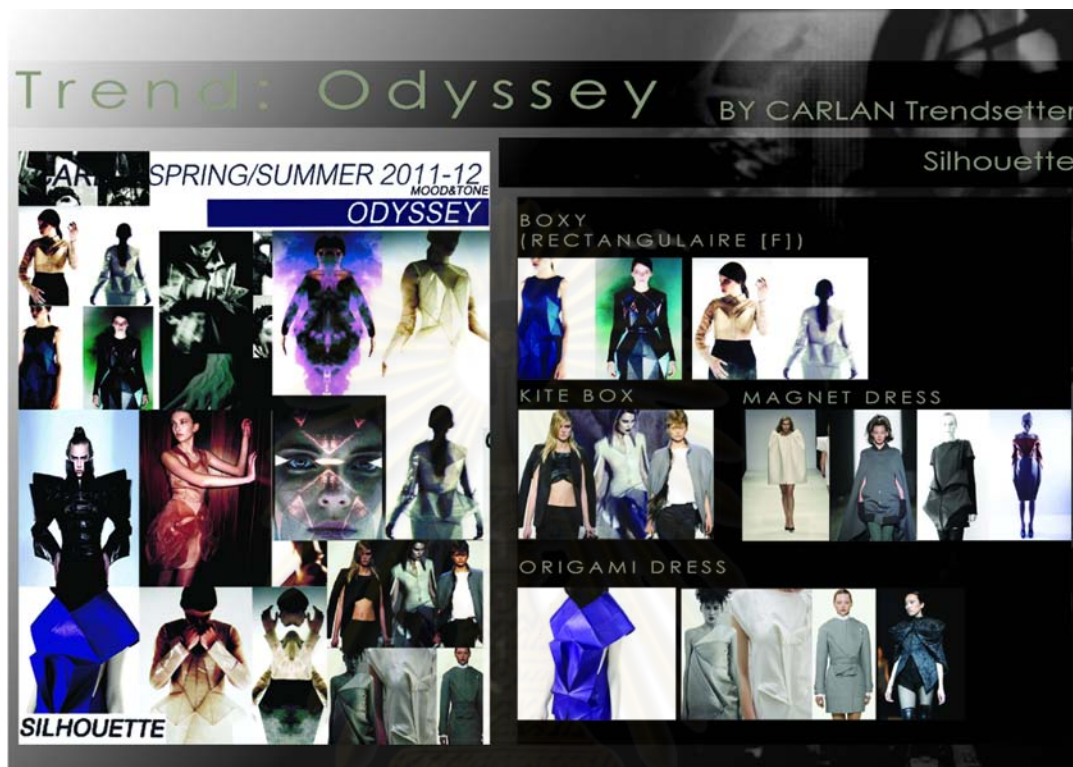 Trend: Odyssey
BY CARLAN Trendsetter
Silhouette
SPRING/SUMMER 2011-12
MOOD&TONE
ODYSSEY
SILHOUETTE
BOXY
(RECTANGULAIRE [F])
KITE BOX
MAGNET DRESS
ORIGAMI DRESS